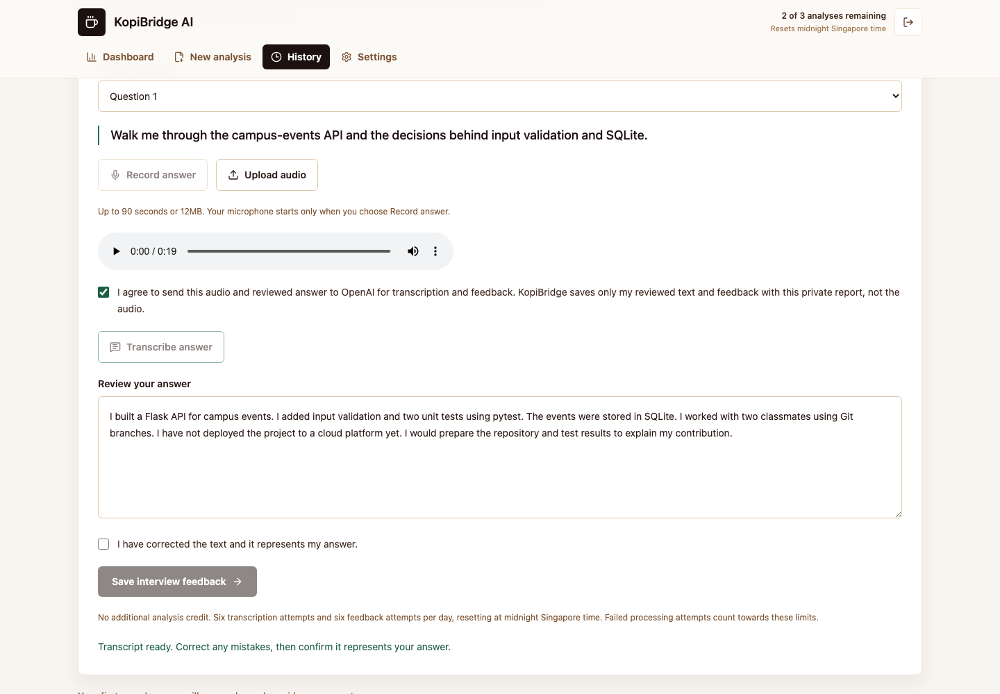 KopiBridge AI
2 of 3 analyses remaining
Resets midnight Singapore time
Dashboard
New analysis
History
Settings
Question 1
Walk me through the campus-events API and the decisions behind input validation and SQLite.
Record answer
Upload audio
Up to 90 seconds or 12MB. Your microphone starts only when you choose Record answer.
0:00 / 0:19
I agree to send this audio and reviewed answer to OpenAI for transcription and feedback. KopiBridge saves only my reviewed text and feedback with this private report, not the
audio.
Transcribe answer
Review your answer
I built a Flask API for campus events. I added input validation and two unit tests using pytest. The events were stored in SQLite. I worked with two classmates using Git
branches. I have not deployed the project to a cloud platform yet. I would prepare the repository and test results to explain my contribution.
I have corrected the text and it represents my answer.
Save interview feedback
No additional analysis credit. Six transcription attempts and six feedback attempts per day, resetting at midnight Singapore time. Failed processing attempts count towards these limits.
Transcript ready. Correct any mistakes, then confirm it represents your answer.